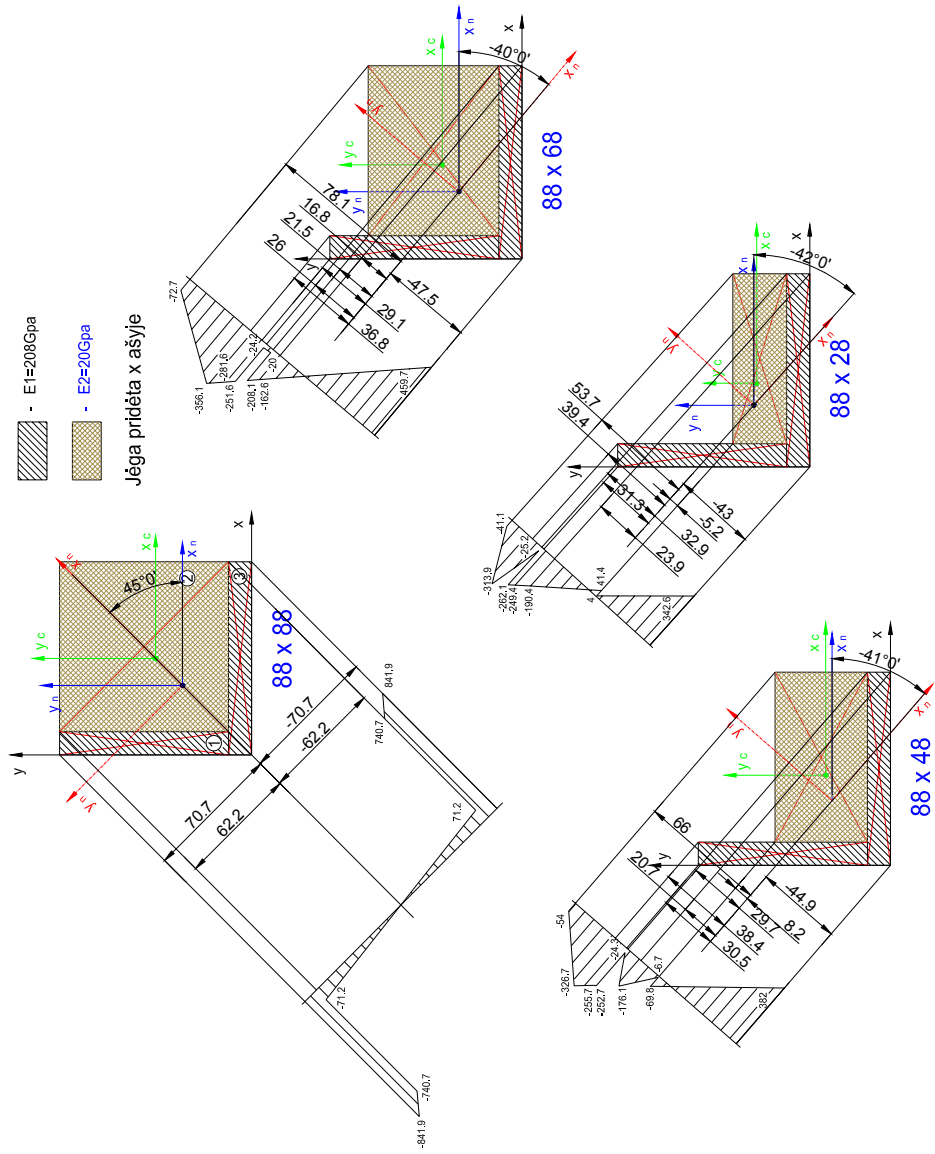 - E1=208Gpa
- E2=20Gpa
Jėga pridėta x ašyje
y
y c
y n
y n
x n
45°0'
x c
x n
x
1
2
3
88 x 88
70.7
62.2
-70.7
-62.2
841.9
740.7
71.2
-71.2
-740.7
-841.9
x n
x c
x
-40°0'
x n
y n
y c
y n
y
88 x 68
78.1
16.8
21.5
26
-47.5
29.1
36.8
-72.7
-356.1
-281.6
-251.6
-24.2
-20
-208.1
-162.6
459.7
y
y n
y c
y n
x n
x c
x
-42°0'
x n
88 x 28
53.7
39.4
31.3
-43
-5.2
32.9
23.9
-41.1
-313.9
-25.2
-262.1
-249.4
-190.4
4
41.4
342.6
y
y c
y n
x c
x n
x
-41°0'
x n
88 x 48
66
20.7
-44.9
29.7
8.2
38.4
30.5
-54
-326.7
-255.7
-252.7
-24.3
-176.1
-6.7
-69.8
382